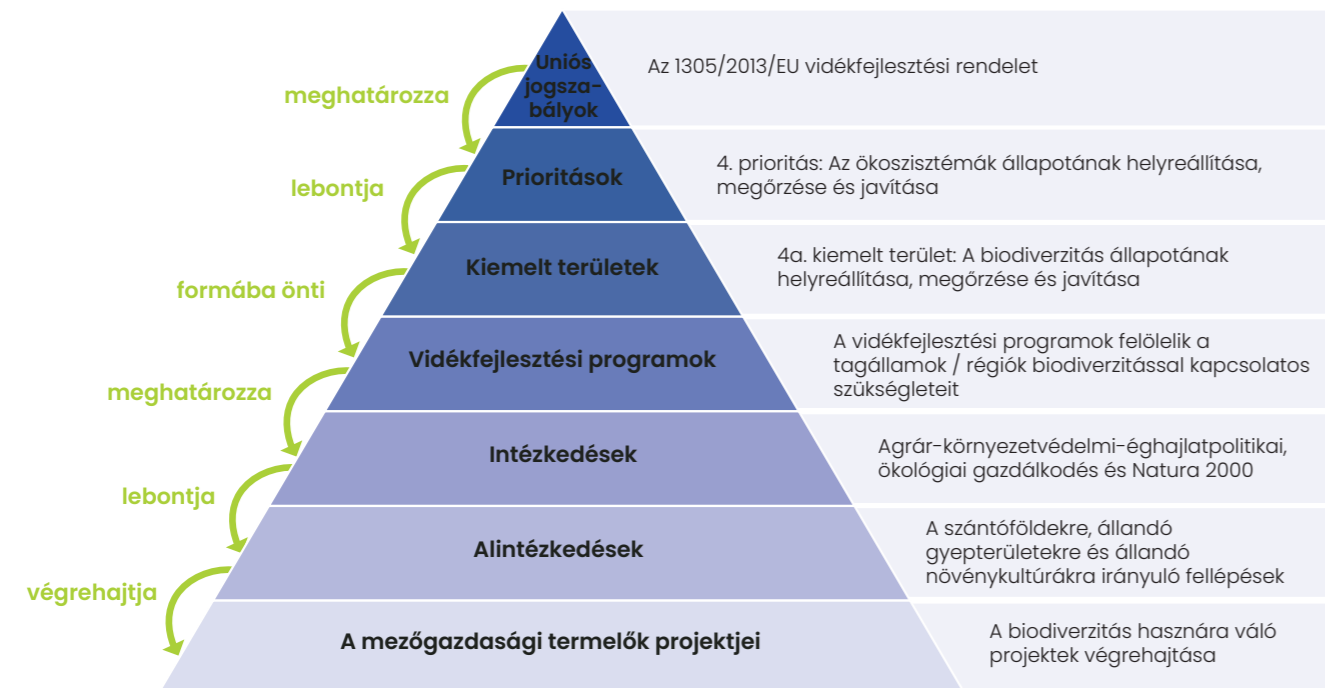 Uniós
jogsza-
bályok
Az 1305/2013/EU vidékfejlesztési rendelet
meghatározza
Prioritások
4. prioritás: Az ökoszisztémák állapotának helyreállítása,
megőrzése és javítása
lebontja
Kiemelt területek
4a. kiemelt terület: A biodiverzitás állapotának
helyreállítása, megőrzése és javítása
formába önti
Vidékfejlesztési programok
A vidékfejlesztési programok felölelik a
tagállamok / régiók biodiverzitással kapcsolatos
szükségleteit
meghatározza
Intézkedések
Agrár-környezetvédelmi-éghajlatpolitikai,
ökológiai gazdálkodés és Natura 2000
lebontja
Alintézkedések
A szántóföldekre, állandó
gyepterületekre és állandó
növénykultúrákra irányuló fellépések
végrehajtja
A mezőgazdasági termelők projektjei
A biodiverzitás hasznára váló
projektek végrehajtása